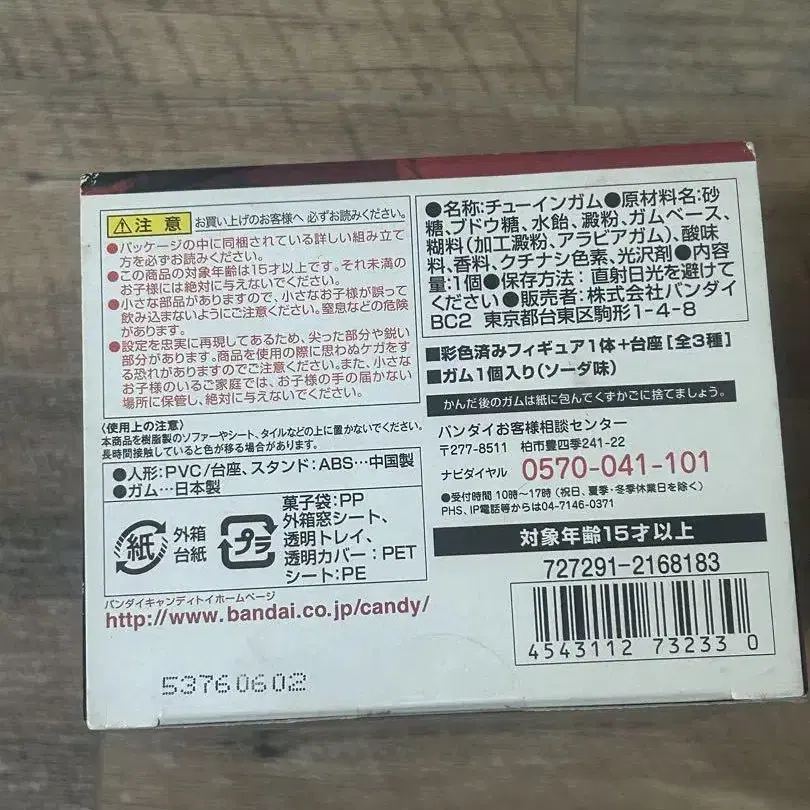 注意 お買い上げのお客様へ 必ずお読みください。
●パッケージの中に同梱されている詳しい組み立て
方を必ずお読みください。
●この商品の対象年齢は15才以上です。それ未満の
お子様には絶対に与えないでください。
●小さな部品がありますので、小さなお子様が誤って
飲み込まないようにご注意ください。窒息などの危険
があります。
●設定を忠実に再現してあるため、尖った部分や鋭い
部分があります。商品を使用の際に思わぬケガをす
る恐れがありますのでご注意ください。また、小さな
お子様のいるご家庭では、お子様の手の届かない
場所に保管し、絶対に与えないでください。
〈使用上の注意〉
本商品を樹脂製のソファーやシート、タイルなどの上に置かないでください。
長時間接触していると色が移る場合があります。
●人形:PVC/台座、スタンド:ABS…中国製
●ガム…日本製
紙 外箱
台紙
プラ 菓子袋:PP
外箱窓シート、
透明トレイ、
透明カバー:PET
シート:PE
バンダイキャンディトイホームページ
http://www.bandai.co.jp/candy/
53760602
●名称:チューインガム●原材料名:砂
糖、ブドウ糖、水飴、澱粉、ガムベース、
糊料(加工澱粉、アラビアガム)、酸味
料、香料、クチナシ色素、光沢剤●内容
量:1個●保存方法:直射日光を避けて
ください●販売者:株式会社バンダイ
BC2 東京都台東区駒形1-4-8
■彩色済みフィギュア1体+台座[全3種]
■ガム1個入り(ソーダ味)
かんだ後のガムは紙に包んでくずかごに捨てましょう。
バンダイお客様相談センター
〒277-8511 柏市豊四季241-22
ナビダイヤル 0570-041-101
●受付時間 10時〜17時(祝日、夏季・冬季休業日を除く)
PHS、IP電話等からは04-7146-0371
対象年齢15才以上
727291-2168183
4543112 73233 0